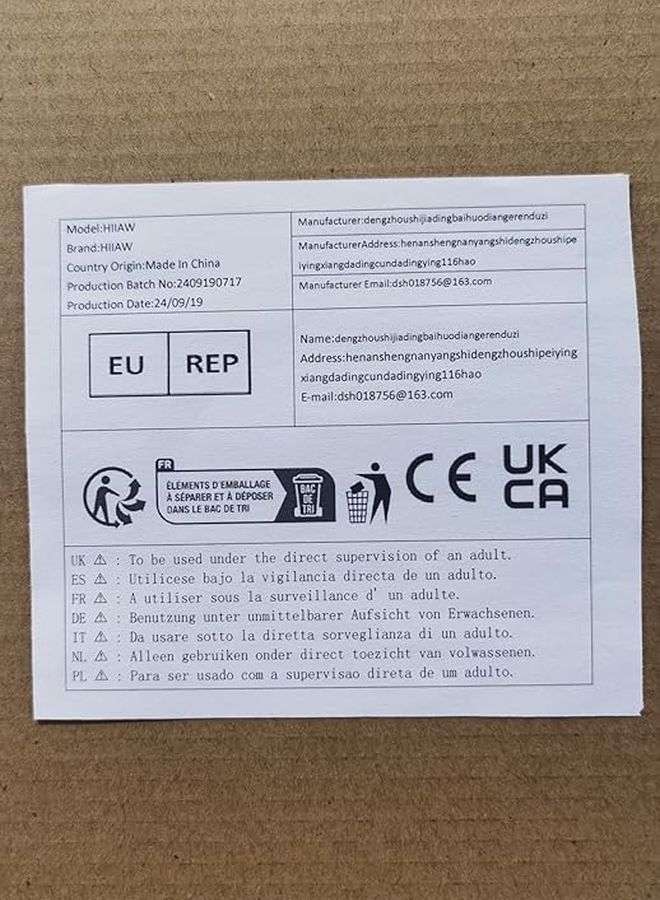 Model:HIIAW
Brand:HIIAW
Country Origin:Made In China
Production Batch No:2409190717
Production Date:24/09/19
Manufacturer:dengzhoushijiadingbaihuodiangerenduzi
ManufacturerAddress:henanshengnanyangshidengzhoushipe
iyingxiangdadingcundadingying116hao
Manufacturer Email:dsh018756@163.com
EU REP
Name:dengzhoushijiadingbaihuodiangerenduzi
Address:henanshengnanyangshidengzhoushipeiying
xiangdadingcundadingying116hao
E-mail:dsh018756@163.com
FR
ÉLÉMENTS D'EMBALLAGE
À SÉPARER ET À DÉPOSER
DANS LE BAC DE TRI
BAC
DE
TRI
CE
UK
CA
UK ⚠ : To be used under the direct supervision of an adult.
ES ⚠ : Utilicese bajo la vigilancia directa de un adulto.
FR ⚠ : A utiliser sous la surveillance d' un adulte.
DE ⚠ : Benutzung unter unmittelbarer Aufsicht von Erwachsenen.
IT ⚠ : Da usare sotto la diretta sorveglianza di un adulto.
NL ⚠ : Alleen gebruiken onder direct toezicht van volwassenen.
PL ⚠ : Para ser usado com a supervisao direta de um adulto.